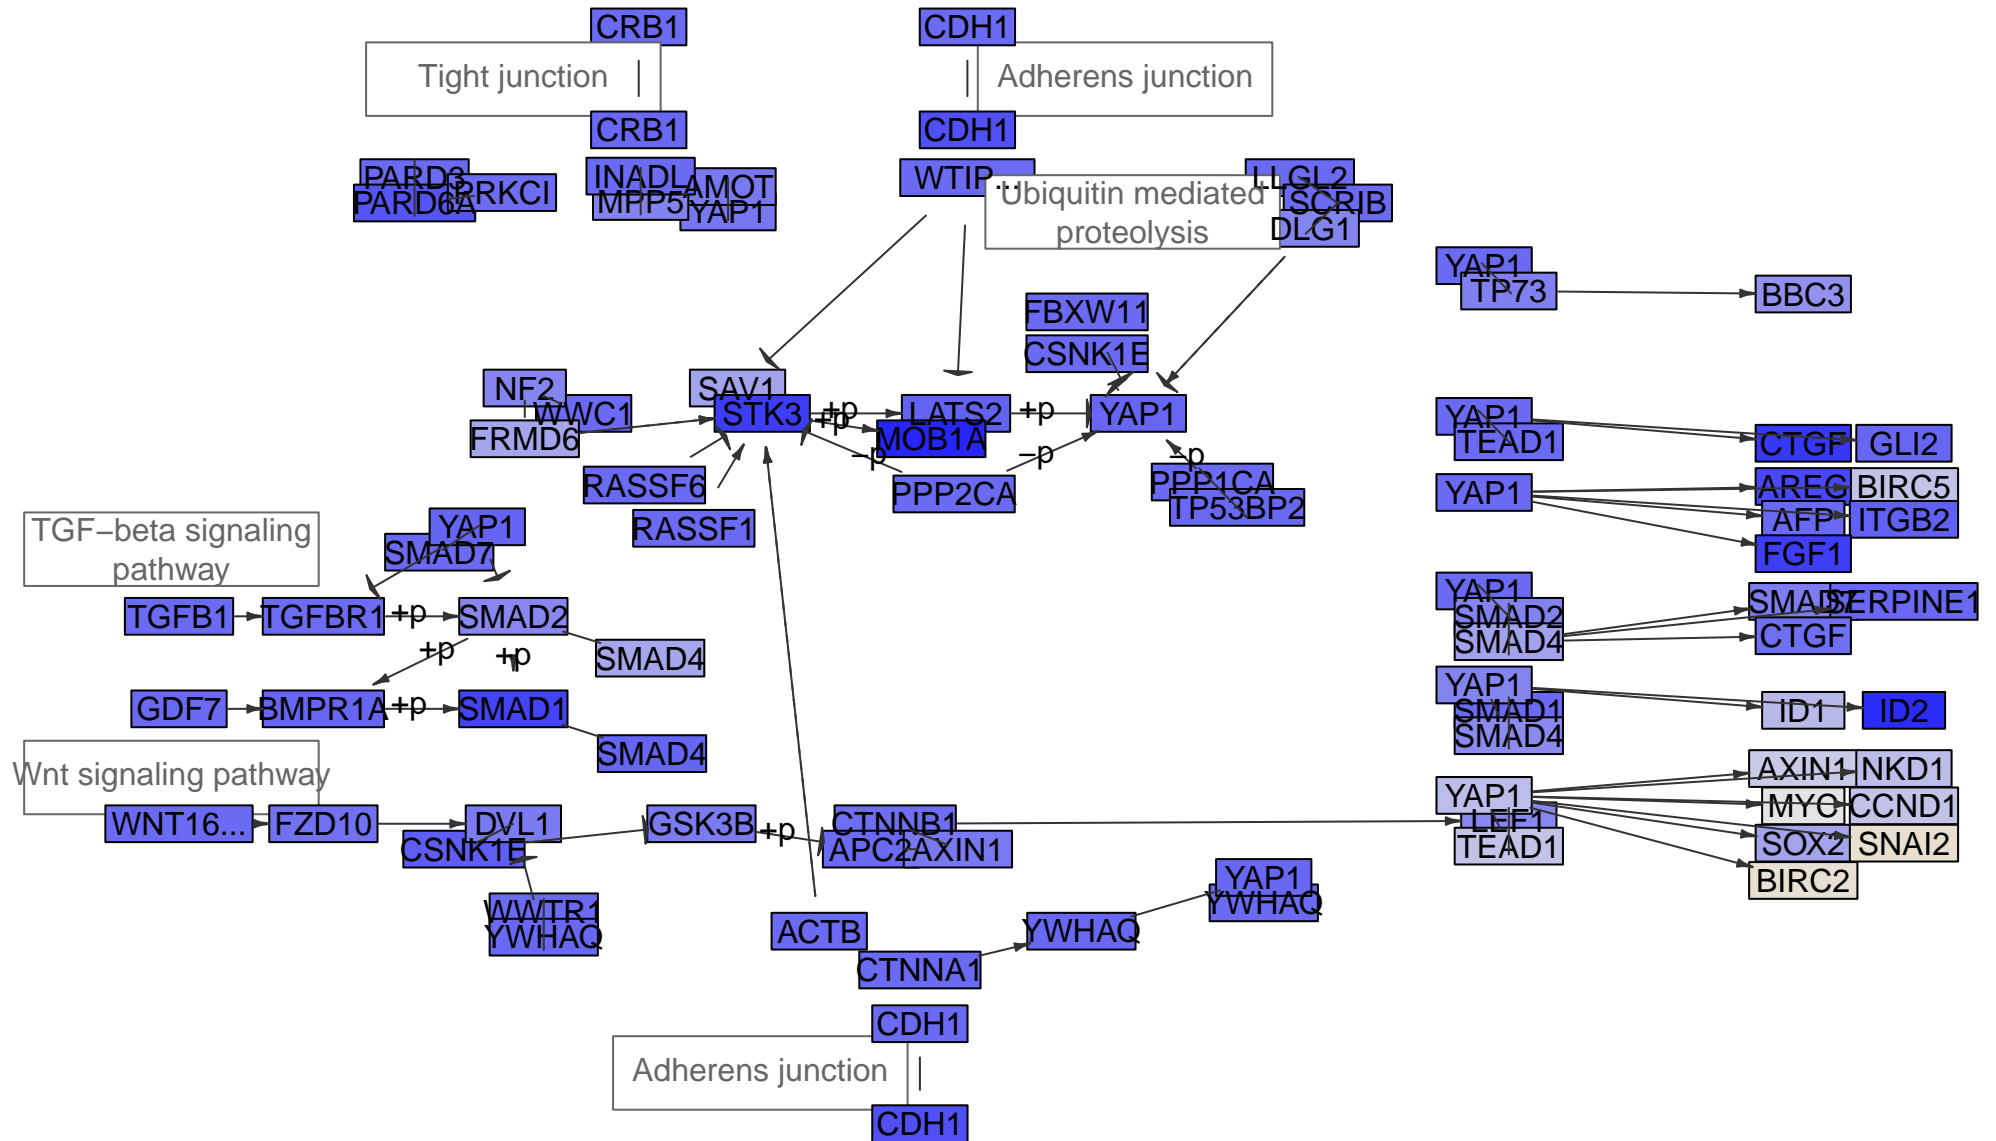 CRB1
CDH1
Tight junction
Adherens junction
CRB1
CDH1
PARD3
PARD6A
PRKCI
INADL
MPP5
AMOT
YAP1
WTIP...
Ubiquitin mediated
proteolysis
LLGL2
SCRIB
DLG1
YAP1
TP73
BBC3
FBXW11
CSNK1E
NF2
WWC1
FRMD6
SAV1
STK3
+p
+p
LATS2
MOB1A
+p
YAP1
YAP1
TEAD1
CTGF
GLI2
−p
−p
−p
RASSF6
RASSF1
PPP2CA
PPP1CA
TP53BP2
YAP1
AREG
BIRC5
AFP
ITGB2
FGF1
TGF−beta signaling
pathway
YAP1
SMAD7
TGFB1
TGFBR1
+p
SMAD2
+p
+p
SMAD4
YAP1
SMAD2
SMAD4
SMAD7
SERPINE1
CTGF
GDF7
BMPR1A
+p
SMAD1
SMAD4
YAP1
SMAD1
SMAD4
ID1
ID2
Wnt signaling pathway
WNT16...
FZD10
DVL1
CSNK1E
GSK3B
+p
CTNNB1
APC2
AXIN1
YAP1
LEF1
TEAD1
AXIN1
NKD1
MYC
CCND1
SOX2
SNAI2
BIRC2
WWTR1
YWHAQ
ACTB
CTNNA1
YWHAQ
YAP1
YWHAQ
CDH1
Adherens junction
CDH1